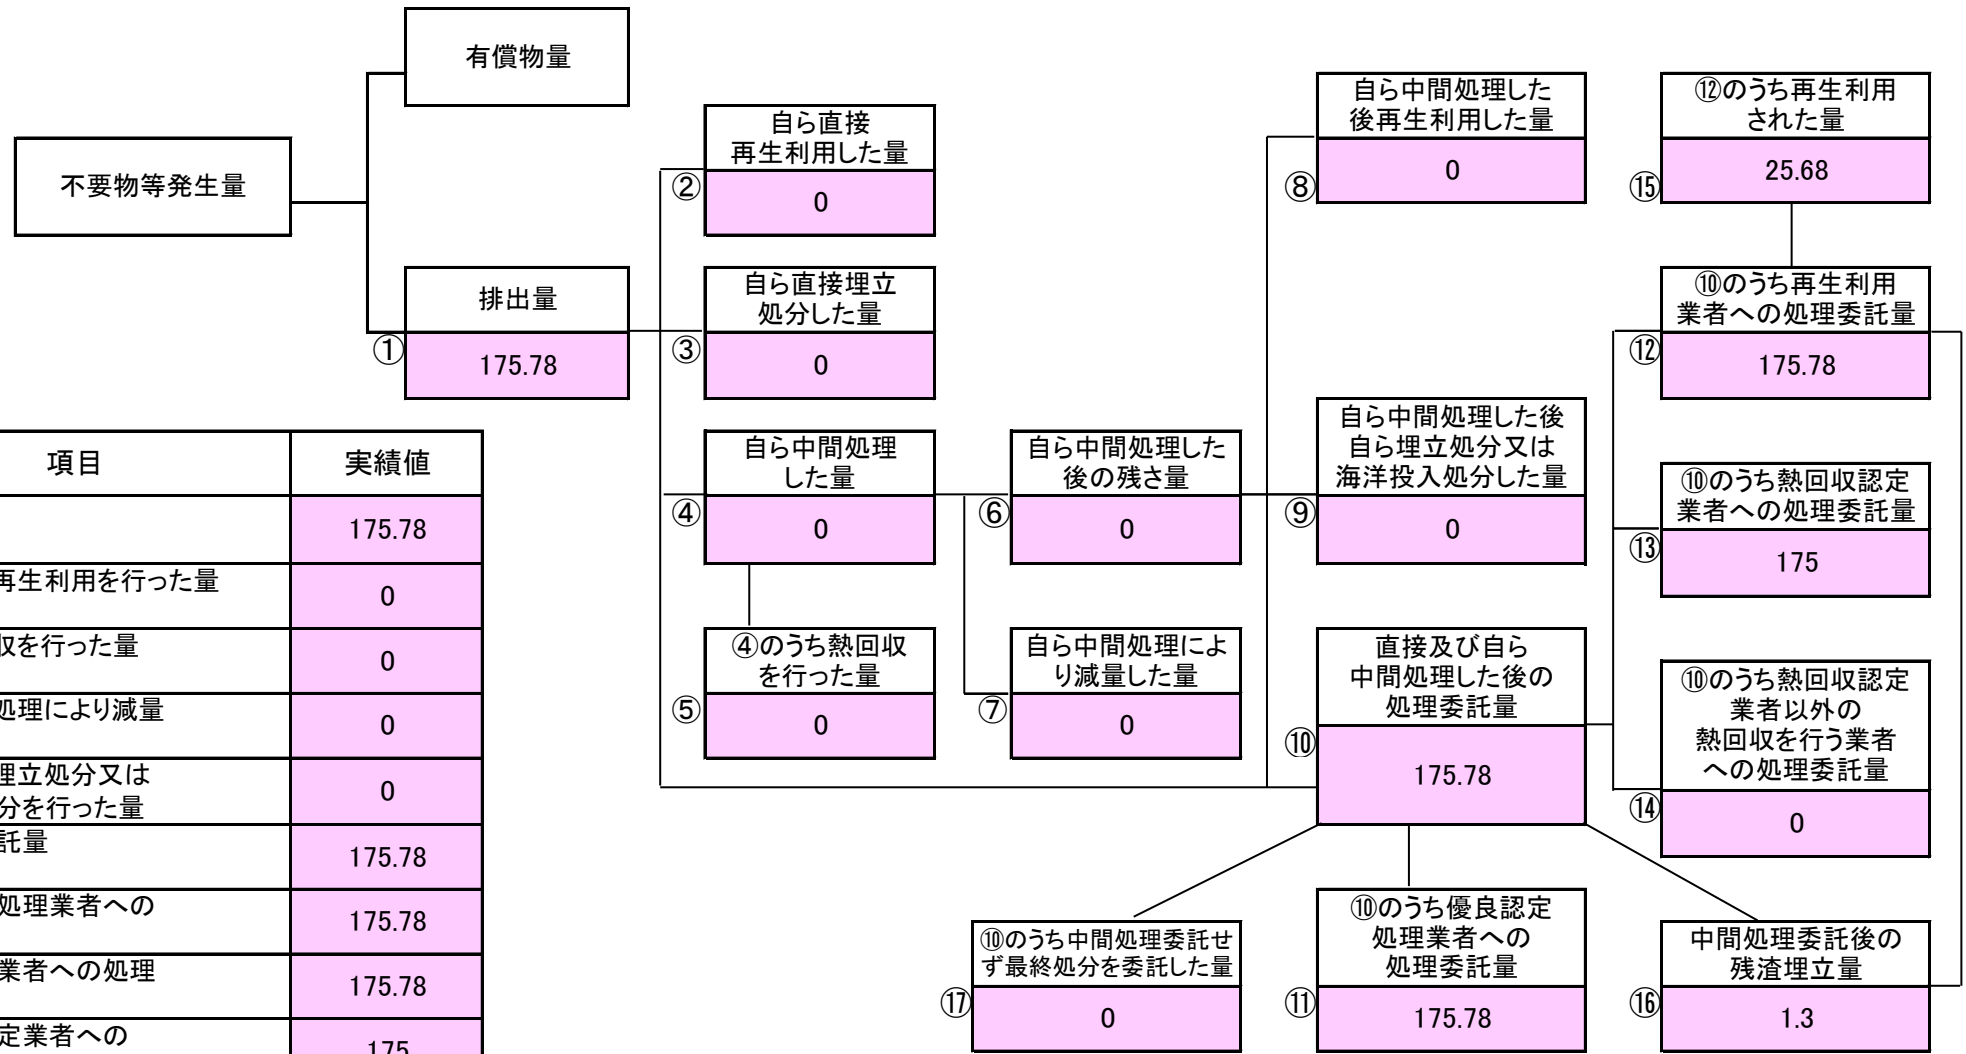 有償物量
不要物等発生量
排出量
①
175.78
自ら直接
再生利用した量
②
0
自ら直接埋立
処分した量
③
0
自ら中間処理
した量
④
0
④のうち熱回収
を行った量
⑤
0
自ら中間処理した
後の残さ量
⑥
0
自ら中間処理によ
り減量した量
⑦
0
自ら中間処理した
後再生利用した量
⑧
0
自ら中間処理した後
自ら埋立処分又は
海洋投入処分した量
⑨
0
直接及び自ら
中間処理した後の
処理委託量
⑩
175.78
⑫のうち再生利用
された量
⑮
25.68
⑩のうち再生利用
業者への処理委託量
⑫
175.78
⑩のうち熱回収認定
業者への処理委託量
⑬
175
⑩のうち熱回収認定
業者以外の
熱回収を行う業者
への処理委託量
⑭
0
⑩のうち中間処理委託せ
ず最終処分を委託した量
⑰
0
⑩のうち優良認定
処理業者への
処理委託量
⑪
175.78
中間処理委託後の
残渣埋立量
⑯
1.3
項目 実績値
175.78
再生利用を行った量
0
収を行った量
0
処理により減量
0
埋立処分又は
分を行った量
0
託量
175.78
処理業者への
175.78
業者への処理
175.78
定業者への
175